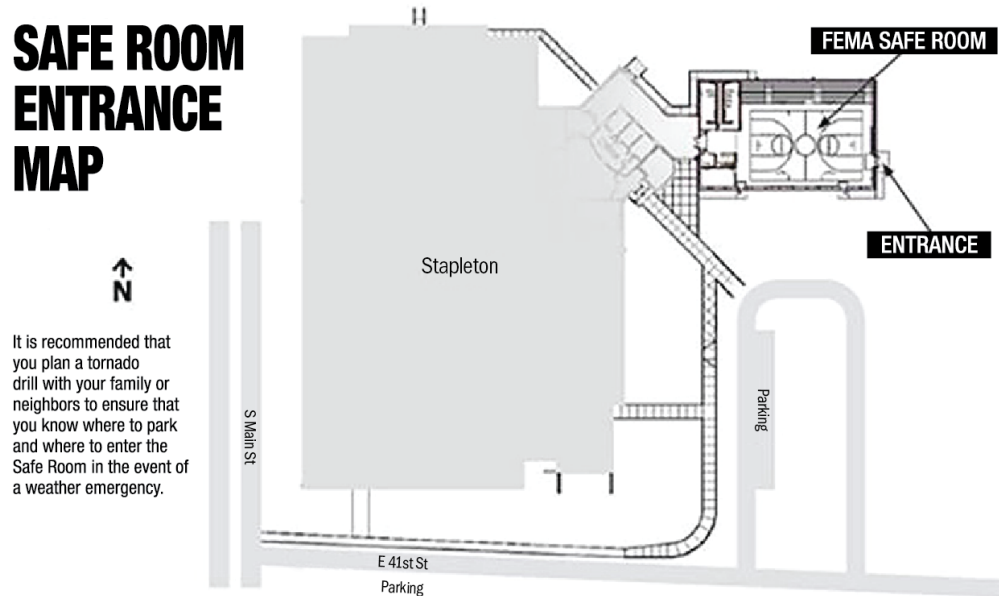 SAFE ROOM
ENTRANCE
MAP
FEMA SAFE ROOM
ENTRANCE
Stapleton
N
It is recommended that
you plan a tornado
drill with your family or
neighbors to ensure that
you know where to park
and where to enter the
Safe Room in the event of
a weather emergency.
S Main St
Parking
E 41st St
Parking